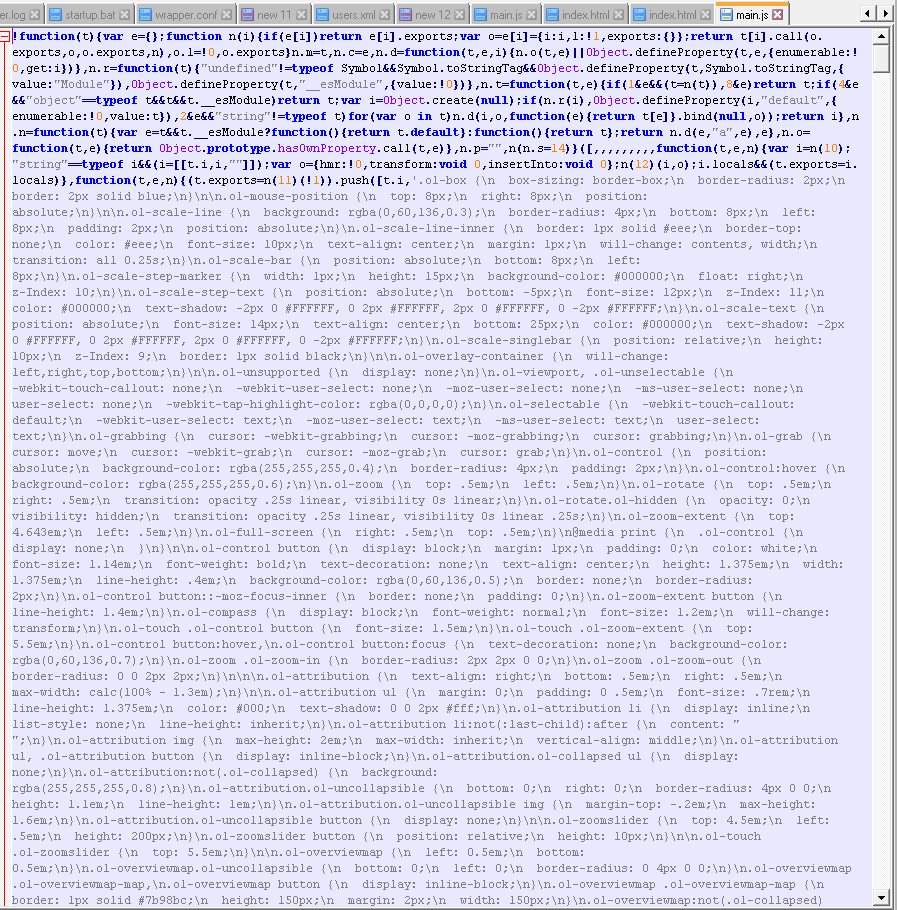 er.log startup.bat wrapper.conf new 11 users.xml new 12 main.js index.html index.html main.js
!function(t){var e={};function n(i){if(e[i])return e[i].exports;var o=e[i]={i:i,l:!1,exports:{}};return t[i].call(o.
exports,o,o.exports,n),o.l=!0,o.exports}n.m=t,n.c=e,n.d=function(t,e,i){n.o(t,e)||Object.defineProperty(t,e,{enumerable:!
0,get:i})},n.r=function(t){"undefined"!=typeof Symbol&&Symbol.toStringTag&&Object.defineProperty(t,Symbol.toStringTag,{
value:"Module"}),Object.defineProperty(t,"__esModule",{value:!0})},n.t=function(t,e){if(1&e&&(t=n(t)),8&e)return t;if(4&e
&&"object"==typeof t&&t&&t.__esModule)return t;var i=Object.create(null);if(n.r(i),Object.defineProperty(i,"default",{
enumerable:!0,value:t}),2&e&&"string"!=typeof t)for(var o in t)n.d(i,o,function(e){return t[e]}.bind(null,o));return i},n
.n=function(t){var e=t&&t.__esModule?function(){return t.default}:function(){return t};return n.d(e,"a",e),e},n.o=
function(t,e){return Object.prototype.hasOwnProperty.call(t,e)},n.p="",n(n.s=14)}([,,,,,,,,,function(t,e,n){var i=n(10);
"string"==typeof i&&(i=[[t.i,i,""]]);var o={hmr:!0,transform:void 0,insertInto:void 0};n(12)(i,o);i.locals&&(t.exports=i.
locals)},function(t,e,n){(t.exports=n(11)(!1)).push([t.i,'.ol-box {\n  box-sizing: border-box;\n  border-radius: 2px;\n
border: 2px solid blue;\n}\n\n.ol-mouse-position {\n  top: 8px;\n  right: 8px;\n  position:
absolute;\n}\n\n.ol-scale-line {\n  background: rgba(0,60,136,0.3);\n  border-radius: 4px;\n  bottom: 8px;\n  left:
8px;\n  padding: 2px;\n  position: absolute;\n}\n.ol-scale-line-inner {\n  border: 1px solid #eee;\n  border-top:
none;\n  color: #eee;\n  font-size: 10px;\n  text-align: center;\n  margin: 1px;\n  will-change: contents, width;\n
transition: all 0.25s;\n}\n.ol-scale-bar {\n  position: absolute;\n  bottom: 8px;\n  left:
8px;\n}\n.ol-scale-step-marker {\n  width: 1px;\n  height: 15px;\n  background-color: #000000;\n  float: right;\n
z-Index: 10;\n}\n.ol-scale-step-text {\n  position: absolute;\n  bottom: -5px;\n  font-size: 12px;\n  z-Index: 11;\n
color: #000000;\n  text-shadow: -2px 0 #FFFFFF, 0 2px #FFFFFF, 2px 0 #FFFFFF, 0 -2px #FFFFFF;\n}\n.ol-scale-text {\n
position: absolute;\n  font-size: 14px;\n  text-align: center;\n  bottom: 25px;\n  color: #000000;\n  text-shadow: -2px
0 #FFFFFF, 0 2px #FFFFFF, 2px 0 #FFFFFF, 0 -2px #FFFFFF;\n}\n.ol-scale-singlebar {\n  position: relative;\n  height:
10px;\n  z-Index: 9;\n  border: 1px solid black;\n}\n\n.ol-overlay-container {\n  will-change:
left,right,top,bottom;\n}\n\n.ol-unsupported {\n  display: none;\n}\n.ol-viewport, .ol-unselectable {\n
-webkit-touch-callout: none;\n  -webkit-user-select: none;\n  -moz-user-select: none;\n  -ms-user-select: none;\n
user-select: none;\n  -webkit-tap-highlight-color: rgba(0,0,0,0);\n}\n.ol-selectable {\n  -webkit-touch-callout:
default;\n  -webkit-user-select: text;\n  -moz-user-select: text;\n  -ms-user-select: text;\n  user-select:
text;\n}\n.ol-grabbing {\n  cursor: -webkit-grabbing;\n  cursor: -moz-grabbing;\n  cursor: grabbing;\n}\n.ol-grab {\n
cursor: move;\n  cursor: -webkit-grab;\n  cursor: -moz-grab;\n  cursor: grab;\n}\n.ol-control {\n  position:
absolute;\n  background-color: rgba(255,255,255,0.4);\n  border-radius: 4px;\n  padding: 2px;\n}\n.ol-control:hover {\n
background-color: rgba(255,255,255,0.6);\n}\n.ol-zoom {\n  top: .5em;\n  left: .5em;\n}\n.ol-rotate {\n  top: .5em;\n
right: .5em;\n  transition: opacity .25s linear, visibility 0s linear;\n}\n.ol-rotate.ol-hidden {\n  opacity: 0;\n
visibility: hidden;\n  transition: opacity .25s linear, visibility 0s linear .25s;\n}\n.ol-zoom-extent {\n  top:
4.643em;\n  left: .5em;\n}\n.ol-full-screen {\n  right: .5em;\n  top: .5em;\n}\n@media print {\n  .ol-control {\n
display: none;\n  }\n}\n\n.ol-control button {\n  display: block;\n  margin: 1px;\n  padding: 0;\n  color: white;\n
font-size: 1.14em;\n  font-weight: bold;\n  text-decoration: none;\n  text-align: center;\n  height: 1.375em;\n  width:
1.375em;\n  line-height: .4em;\n  background-color: rgba(0,60,136,0.5);\n  border: none;\n  border-radius:
2px;\n}\n.ol-control button::-moz-focus-inner {\n  border: none;\n  padding: 0;\n}\n.ol-zoom-extent button {\n
line-height: 1.4em;\n}\n.ol-compass {\n  display: block;\n  font-weight: normal;\n  font-size: 1.2em;\n  will-change:
transform;\n}\n.ol-touch .ol-control button {\n  font-size: 1.5em;\n}\n.ol-touch .ol-zoom-extent {\n  top:
5.5em;\n}\n.ol-control button:hover,\n.ol-control button:focus {\n  text-decoration: none;\n  background-color:
rgba(0,60,136,0.7);\n}\n.ol-zoom .ol-zoom-in {\n  border-radius: 2px 2px 0 0;\n}\n.ol-zoom .ol-zoom-out {\n
border-radius: 0 0 2px 2px;\n}\n\n\n.ol-attribution {\n  text-align: right;\n  bottom: .5em;\n  right: .5em;\n
max-width: calc(100% - 1.3em);\n}\n\n.ol-attribution ul {\n  margin: 0;\n  padding: 0 .5em;\n  font-size: .7rem;\n
line-height: 1.375em;\n  color: #000;\n  text-shadow: 0 0 2px #fff;\n}\n.ol-attribution li {\n  display: inline;\n
list-style: none;\n  line-height: inherit;\n}\n.ol-attribution li:not(:last-child):after {\n  content: "
";\n}\n.ol-attribution img {\n  max-height: 2em;\n  max-width: inherit;\n  vertical-align: middle;\n}\n.ol-attribution
ul, .ol-attribution button {\n  display: inline-block;\n}\n.ol-attribution.ol-collapsed ul {\n  display:
none;\n}\n.ol-attribution:not(.ol-collapsed) {\n  background:
rgba(255,255,255,0.8);\n}\n.ol-attribution.ol-uncollapsible {\n  bottom: 0;\n  right: 0;\n  border-radius: 4px 0 0;\n
height: 1.1em;\n  line-height: 1em;\n}\n.ol-attribution.ol-uncollapsible img {\n  margin-top: -.2em;\n  max-height:
1.6em;\n}\n.ol-attribution.ol-uncollapsible button {\n  display: none;\n}\n\n.ol-zoomslider {\n  top: 4.5em;\n  left:
.5em;\n  height: 200px;\n}\n.ol-zoomslider button {\n  position: relative;\n  height: 10px;\n}\n\n.ol-touch
.ol-zoomslider {\n  top: 5.5em;\n}\n\n.ol-overviewmap {\n  left: 0.5em;\n  bottom:
0.5em;\n}\n.ol-overviewmap.ol-uncollapsible {\n  bottom: 0;\n  left: 0;\n  border-radius: 0 4px 0 0;\n}\n.ol-overviewmap
.ol-overviewmap-map,\n.ol-overviewmap button {\n  display: inline-block;\n}\n.ol-overviewmap .ol-overviewmap-map {\n
border: 1px solid #7b98bc;\n  height: 150px;\n  margin: 2px;\n  width: 150px;\n}\n.ol-overviewmap:not(.ol-collapsed)